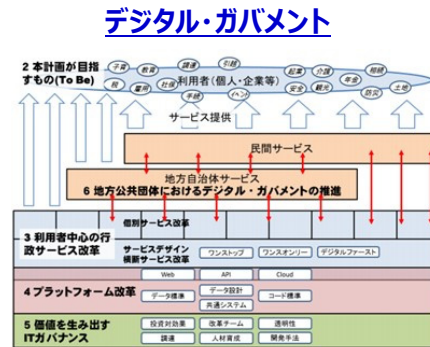 デジタル・ガバメント
2 本計画が目指
すもの(To Be)
子育 教育 調達 引越 起業 介護 相続
税 雇用 社保 利用者(個人・企業等) 年金
手続 イベント 安全 観光 防災 土地
サービス提供
民間サービス
地方自治体サービス
6 地方公共団体におけるデジタル・ガバメントの推進
個別サービス改革
3 利用者中心の行
政サービス改革
サービスデザイン
横断サービス改革
ワンストップ ワンスオンリー デジタルファースト
Web API Cloud
4 プラットフォーム改革
データ標準 データ設計 コード標準
共通システム
5 価値を生み出す
ITガバナンス
投資対効果 改革チーム 透明性
調達 人材育成 開発手法